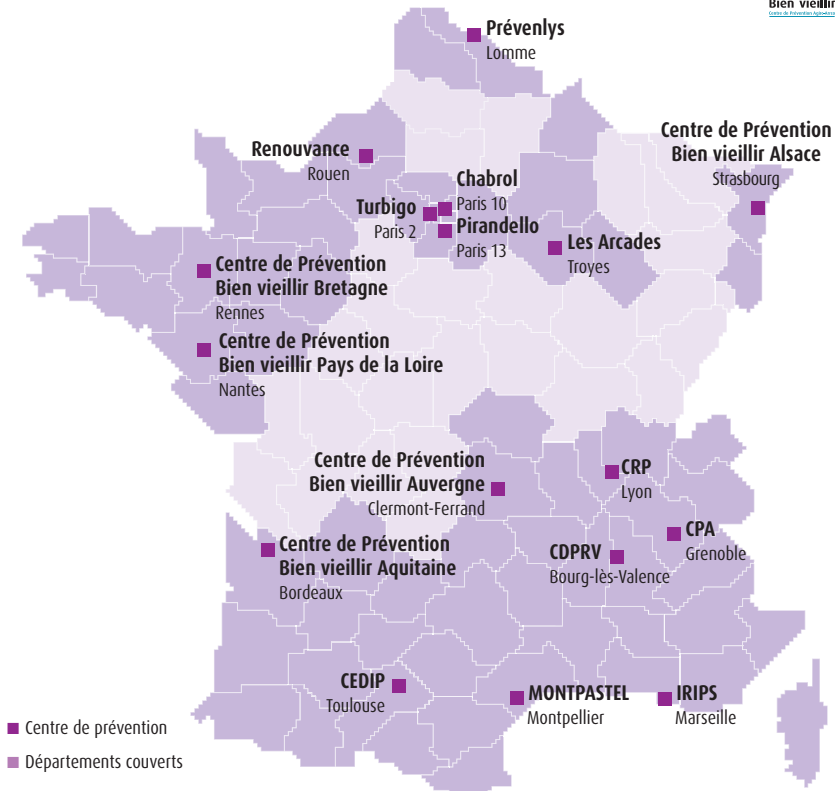 Bien vieillir
Prévenlys
Lomme
Centre de Prévention
Bien vieillir Alsace
Strasbourg
Renouvance
Rouen
Chabrol
Paris 10
Turbigo
Paris 2
Pirandello
Paris 13
Les Arcades
Troyes
Centre de Prévention
Bien vieillir Bretagne
Rennes
Centre de Prévention
Bien vieillir Pays de la Loire
Nantes
Centre de Prévention
Bien vieillir Auvergne
Clermont-Ferrand
CRP
Lyon
CPA
Grenoble
CDPRV
Bourg-lès-Valence
Centre de Prévention
Bien vieillir Aquitaine
Bordeaux
CEDIP
Toulouse
MONTPASTEL
Montpellier
IRIPS
Marseille
Centre de prévention
Départements couverts